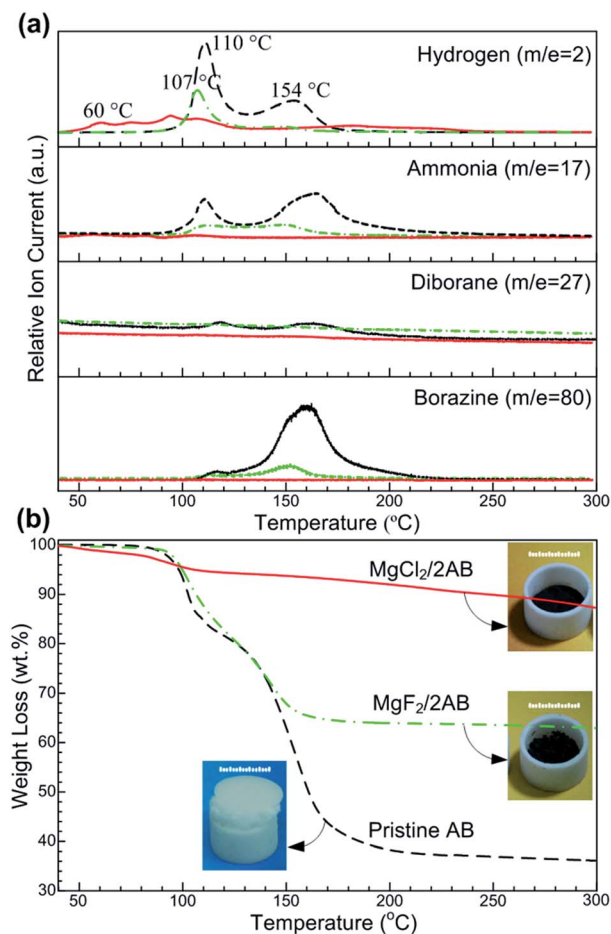 (a)
110 °C
Hydrogen (m/e=2)
107 °C
154 °C
60 °C
Ammonia (m/e=17)
Diborane (m/e=27)
Borazine (m/e=80)
Relative Ion Current (a.u.)
50 100 150 200 250 300
Temperature (ºC)
(b)
100
90
80
70
60
50
40
30
MgCl₂/2AB
MgF₂/2AB
Pristine AB
Weight Loss (wt.%)
50 100 150 200 250 300
Temperature (°C)